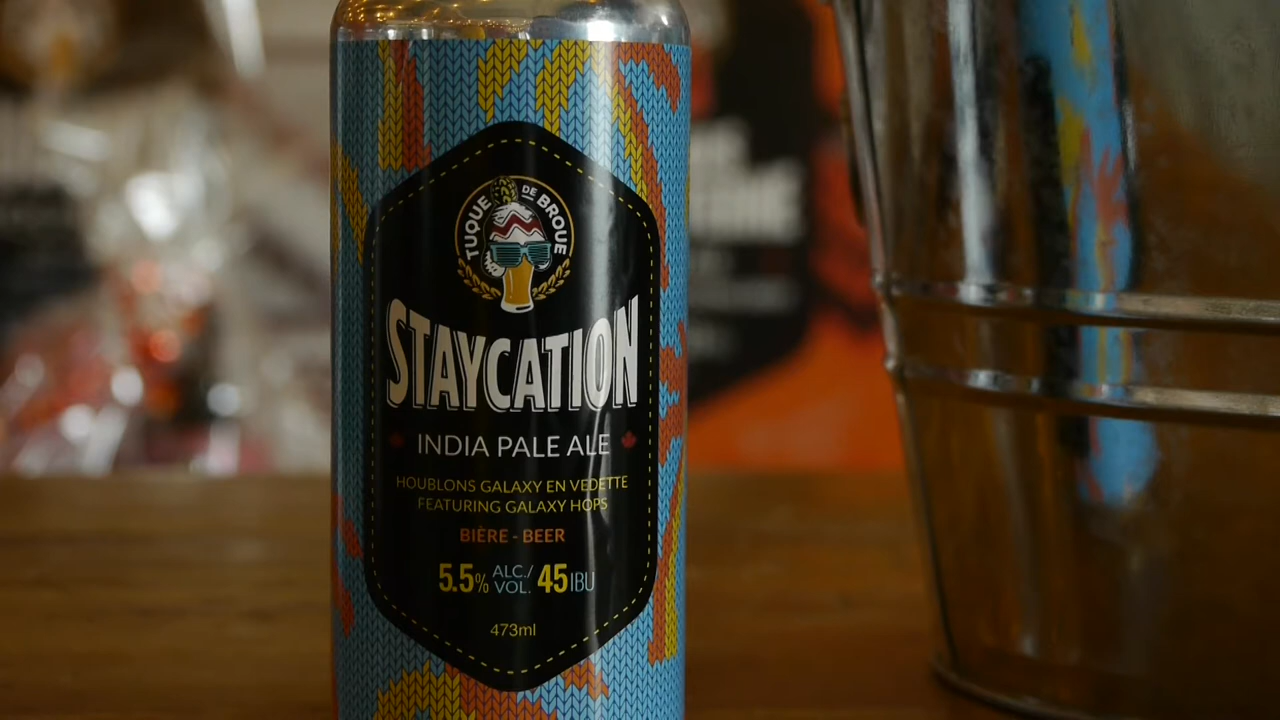 TUQUE DE BROUE
STAYCATION
INDIA PALE ALE
HOUBLONS GALAXY EN VEDETTE
FEATURING GALAXY HOPS
BIÈRE - BEER
5.5% ALC./VOL. 45 IBU
473ml